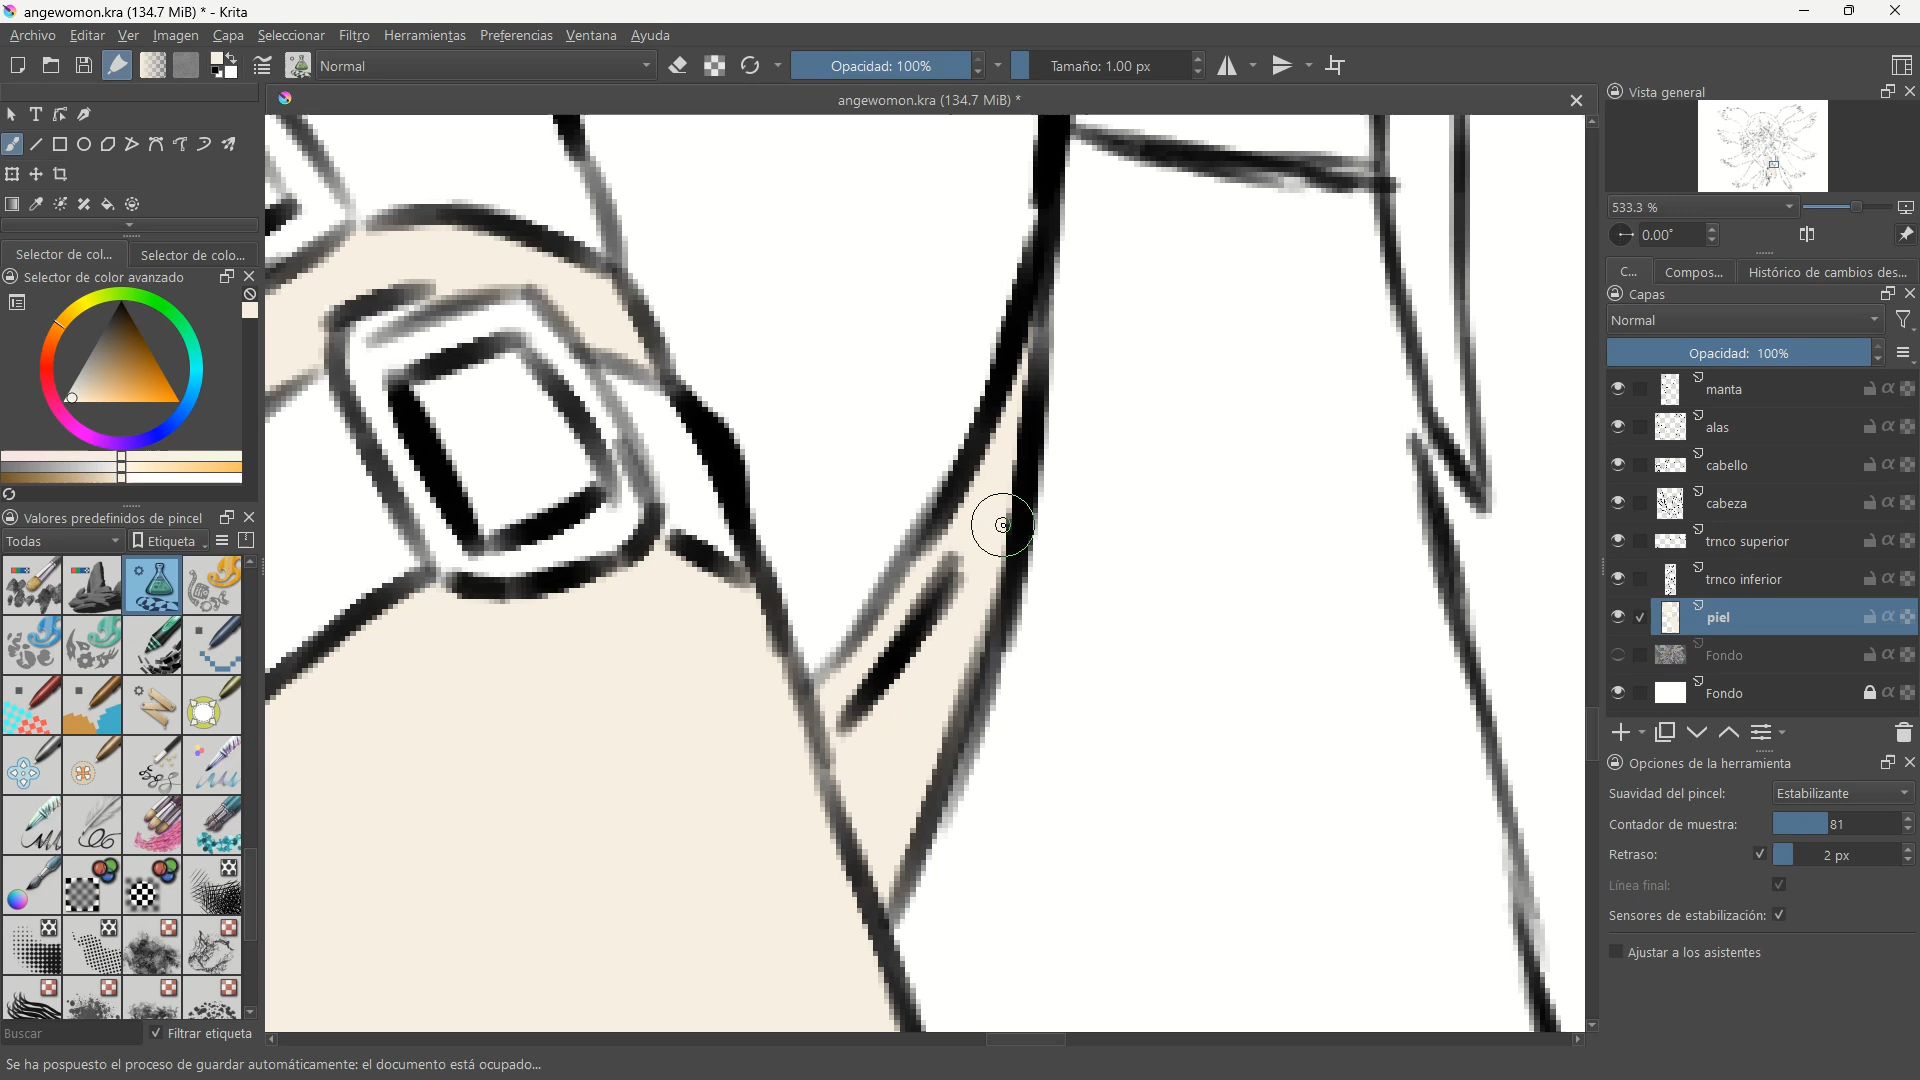 angewomon.kra (134.7 MiB) * - Krita
Archivo Editar Ver Imagen Capa Seleccionar Filtro Herramientas Preferencias Ventana Ayuda
Normal
Opacidad: 100%
Tamaño: 1.00 px
angewomon.kra (134.7 MiB) *
Vista general
533.3 %
0.00°
Selector de col...
Selector de colo...
Selector de color avanzado
C...
Compos...
Histórico de cambios des...
Capas
Normal
Opacidad: 100%
manta
alas
cabello
cabeza
trnco superior
trnco inferior
piel
Fondo
Fondo
Valores predefinidos de pincel
Todas
Etiqueta
Buscar
Filtrar etiqueta
Opciones de la herramienta
Suavidad del pincel:
Estabilizante
Contador de muestra:
81
Retraso:
2 px
Línea final:
Sensores de estabilización:
Ajustar a los asistentes
Se ha pospuesto el proceso de guardar automáticamente: el documento está ocupado...